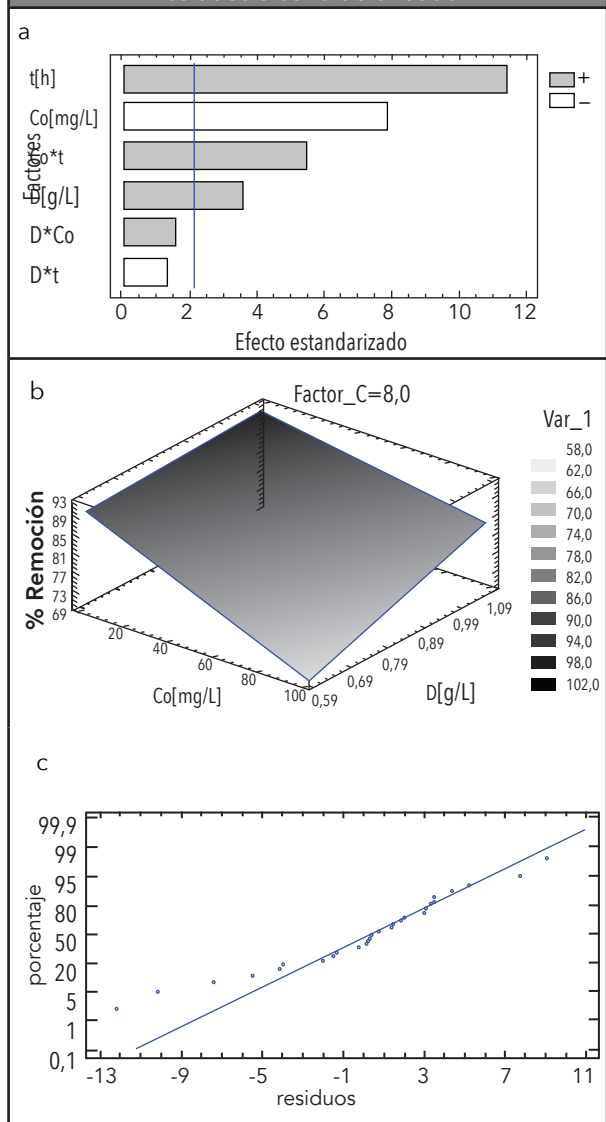 a
t[h]
Co[mg/L]
Co*t
D[g/L]
D*Co
D*t
Factores
+
−
0 2 4 6 8 10 12
Efecto estandarizado
b
Factor_C=8,0
Var_1
58,0
62,0
66,0
70,0
74,0
78,0
82,0
86,0
90,0
94,0
98,0
102,0
% Remoción
93
89
85
81
77
73
69
20 40 60 80 100
Co[mg/L]
0,59 0,69 0,79 0,89 0,99 1,09
D[g/L]
c
99,9
99
95
80
50
20
5
1
0,1
porcentaje
-13 -9 -5 -1 3 7 11
residuos